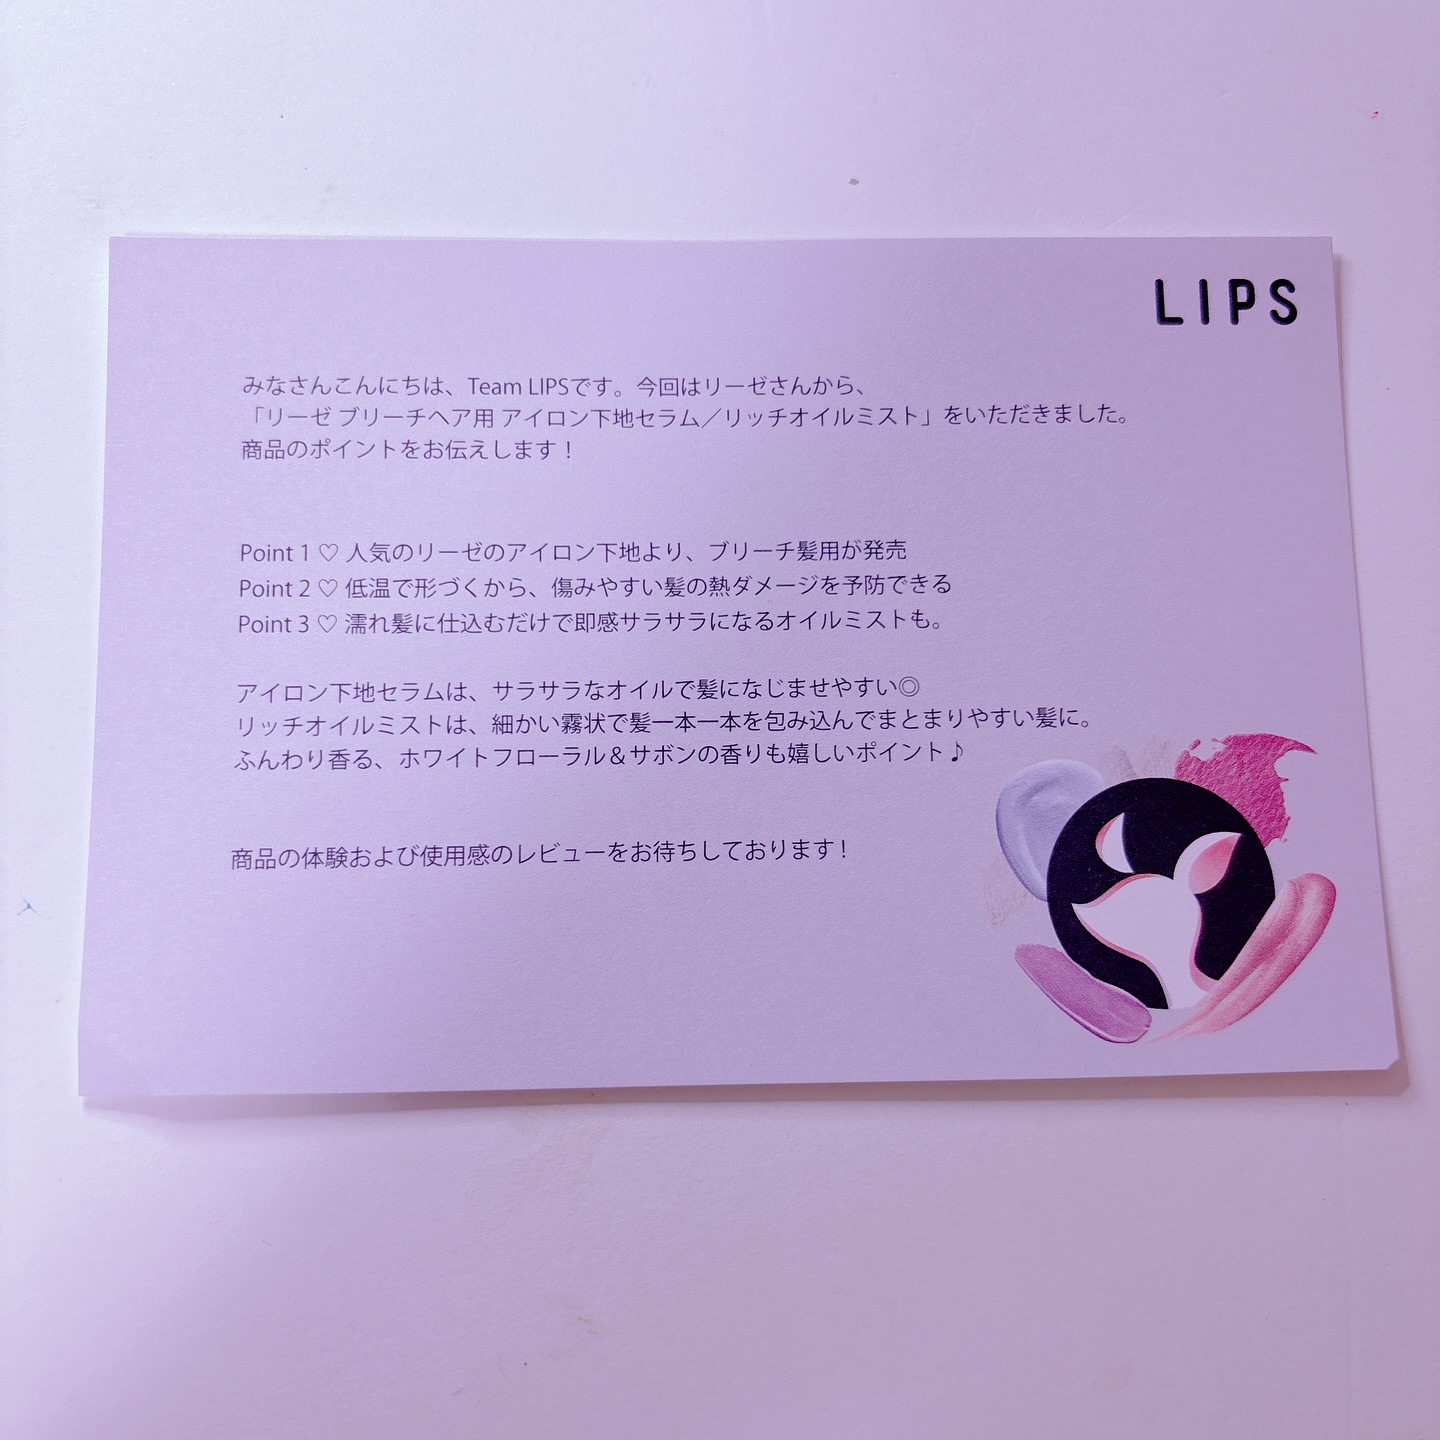 LIPS
みなさんこんにちは、Team LIPSです。今回はリーゼさんから、
「リーゼ ブリーチヘア用 アイロン下地セラム／リッチオイルミスト」をいただきました。
商品のポイントをお伝えします！
Point 1 ♡ 人気のリーゼのアイロン下地より、ブリーチ髪用が発売
Point 2 ♡ 低温で形づくから、傷みやすい髪の熱ダメージを予防できる
Point 3 ♡ 濡れ髪に仕込むだけで即感サラサラになるオイルミストも。
アイロン下地セラムは、サラサラなオイルで髪になじませやすい◎
リッチオイルミストは、細かい霧状で髪一本一本を包み込んでまとまりやすい髪に。
ふんわり香る、ホワイトフローラル＆サボンの香りも嬉しいポイント♪
商品の体験および使用感のレビューをお待ちしております！